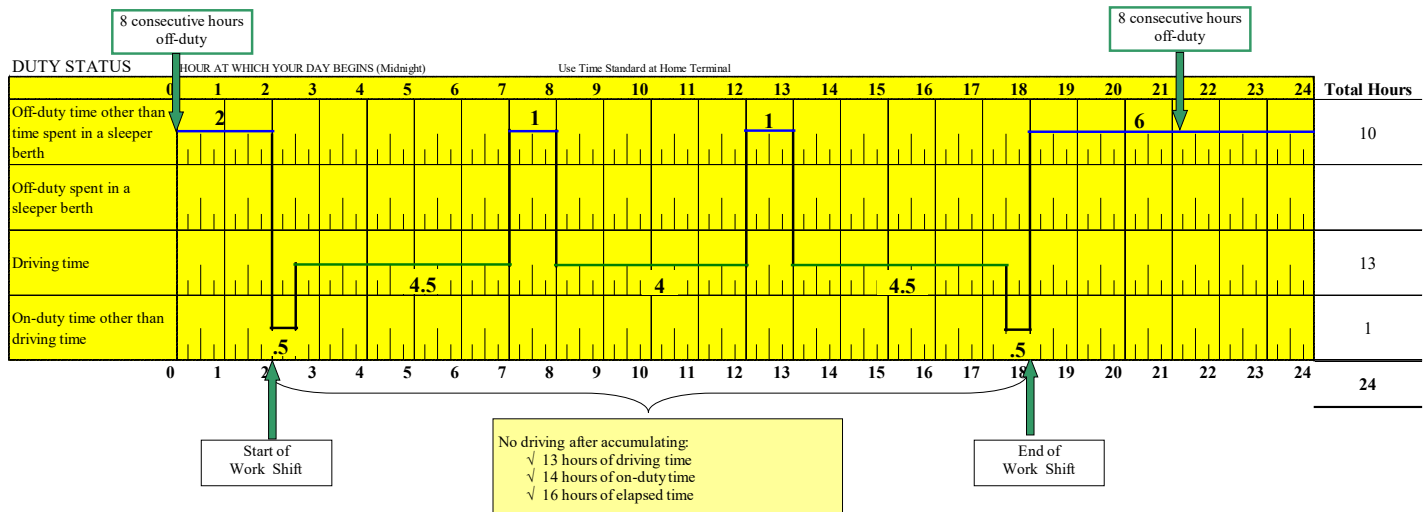 8 consecutive hours
off-duty
8 consecutive hours
off-duty
DUTY STATUS
HOUR AT WHICH YOUR DAY BEGINS (Midnight)
Use Time Standard at Home Terminal
0 1 2 3 4 5 6 7 8 9 10 11 12 13 14 15 16 17 18 19 20 21 22 23 24
Total Hours
Off-duty time other than
time spent in a sleeper
berth
2
1
1
6
10
Off-duty spent in a
sleeper berth
Driving time
4.5
4
4.5
13
On-duty time other than
driving time
.5
.5
1
0 1 2 3 4 5 6 7 8 9 10 11 12 13 14 15 16 17 18 19 20 21 22 23 24
24
Start of
Work Shift
No driving after accumulating:
√ 13 hours of driving time
√ 14 hours of on-duty time
√ 16 hours of elapsed time
End of
Work Shift